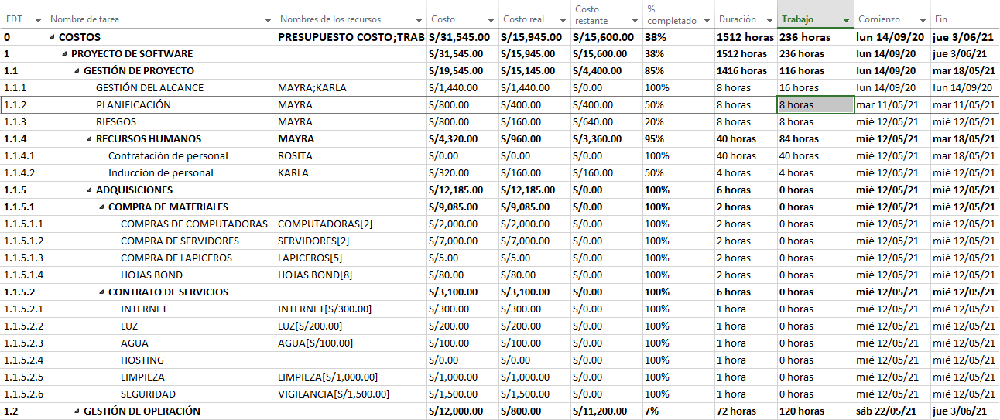 EDT Nombre de tarea Nombres de los recursos Costo Costo real Costo restante % completado Duración Trabajo Comienzo Fin
0 COSTOS PRESUPUESTO COSTO;TRAB S/31,545.00 S/15,945.00 S/15,600.00 38% 1512 horas 236 horas lun 14/09/20 jue 3/06/21
1 PROYECTO DE SOFTWARE S/31,545.00 S/15,945.00 S/15,600.00 38% 1512 horas 236 horas lun 14/09/20 jue 3/06/21
1.1 GESTIÓN DE PROYECTO S/19,545.00 S/15,145.00 S/4,400.00 85% 1416 horas 116 horas lun 14/09/20 mar 18/05/21
1.1.1 GESTIÓN DEL ALCANCE MAYRA;KARLA S/1,440.00 S/1,440.00 S/0.00 100% 8 horas 16 horas lun 14/09/20 lun 14/09/20
1.1.2 PLANIFICACIÓN MAYRA S/800.00 S/400.00 S/400.00 50% 8 horas 8 horas mar 11/05/21 mar 11/05/21
1.1.3 RIESGOS MAYRA S/800.00 S/160.00 S/640.00 20% 8 horas 8 horas mié 12/05/21 mié 12/05/21
1.1.4 RECURSOS HUMANOS MAYRA S/4,320.00 S/960.00 S/3,360.00 95% 40 horas 84 horas mié 12/05/21 mar 18/05/21
1.1.4.1 Contratación de personal ROSITA S/0.00 S/0.00 S/0.00 100% 40 horas 40 horas mié 12/05/21 mar 18/05/21
1.1.4.2 Inducción de personal KARLA S/320.00 S/160.00 S/160.00 50% 4 horas 4 horas mié 12/05/21 mié 12/05/21
1.1.5 ADQUISICIONES S/12,185.00 S/12,185.00 S/0.00 100% 6 horas 0 horas mié 12/05/21 mié 12/05/21
1.1.5.1 COMPRA DE MATERIALES S/9,085.00 S/9,085.00 S/0.00 100% 2 horas 0 horas mié 12/05/21 mié 12/05/21
1.1.5.1.1 COMPRAS DE COMPUTADORAS COMPUTADORAS[2] S/2,000.00 S/2,000.00 S/0.00 100% 2 horas 0 horas mié 12/05/21 mié 12/05/21
1.1.5.1.2 COMPRA DE SERVIDORES SERVIDORES[2] S/7,000.00 S/7,000.00 S/0.00 100% 2 horas 0 horas mié 12/05/21 mié 12/05/21
1.1.5.1.3 COMPRA DE LAPICEROS LAPICEROS[5] S/5.00 S/5.00 S/0.00 100% 2 horas 0 horas mié 12/05/21 mié 12/05/21
1.1.5.1.4 HOJAS BOND HOJAS BOND[8] S/80.00 S/80.00 S/0.00 100% 2 horas 0 horas mié 12/05/21 mié 12/05/21
1.1.5.2 CONTRATO DE SERVICIOS S/3,100.00 S/3,100.00 S/0.00 100% 6 horas 0 horas mié 12/05/21 mié 12/05/21
1.1.5.2.1 INTERNET INTERNET[S/300.00] S/300.00 S/300.00 S/0.00 100% 1 hora 0 horas mié 12/05/21 mié 12/05/21
1.1.5.2.2 LUZ LUZ[S/200.00] S/200.00 S/200.00 S/0.00 100% 1 hora 0 horas mié 12/05/21 mié 12/05/21
1.1.5.2.3 AGUA AGUA[S/100.00] S/100.00 S/100.00 S/0.00 100% 1 hora 0 horas mié 12/05/21 mié 12/05/21
1.1.5.2.4 HOSTING S/0.00 S/0.00 S/0.00 100% 1 hora 0 horas mié 12/05/21 mié 12/05/21
1.1.5.2.5 LIMPIEZA LIMPIEZA[S/1,000.00] S/1,000.00 S/1,000.00 S/0.00 100% 1 hora 0 horas mié 12/05/21 mié 12/05/21
1.1.5.2.6 SEGURIDAD VIGILANCIA[S/1,500.00] S/1,500.00 S/1,500.00 S/0.00 100% 1 hora 0 horas mié 12/05/21 mié 12/05/21
1.2 GESTIÓN DE OPERACIÓN S/12,000.00 S/800.00 S/11,200.00 7% 72 horas 120 horas sáb 22/05/21 jue 3/06/21